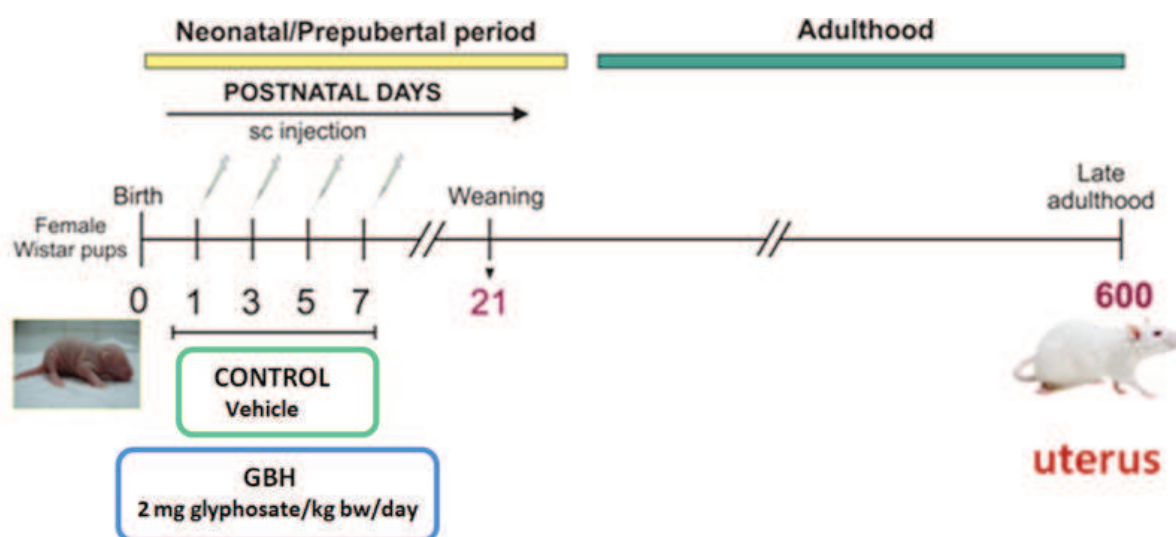 Neonatal/Prepubertal period
Adulthood
POSTNATAL DAYS
sc injection
Birth
Weaning
Late
adulthood
Female
Wistar pups
0 1 3 5 7 21 600
CONTROL
Vehicle
uterus
GBH
2 mg glyphosate/kg bw/day